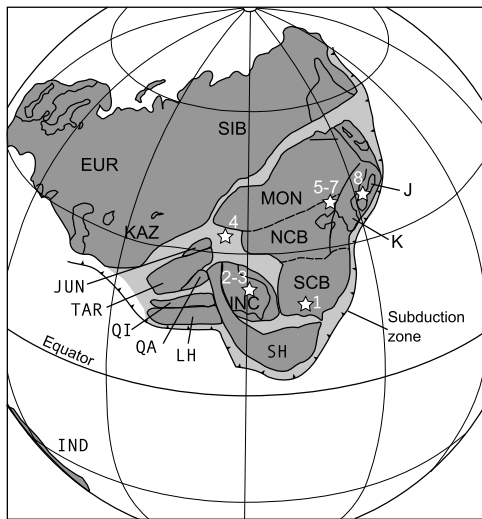 SIB
EUR
MON
5-7
8
J
4
KAZ
NCB
K
JUN
2-3
SCB
TAR
INC
1
QI
Subduction
zone
QA
LH
SH
Equator
IND